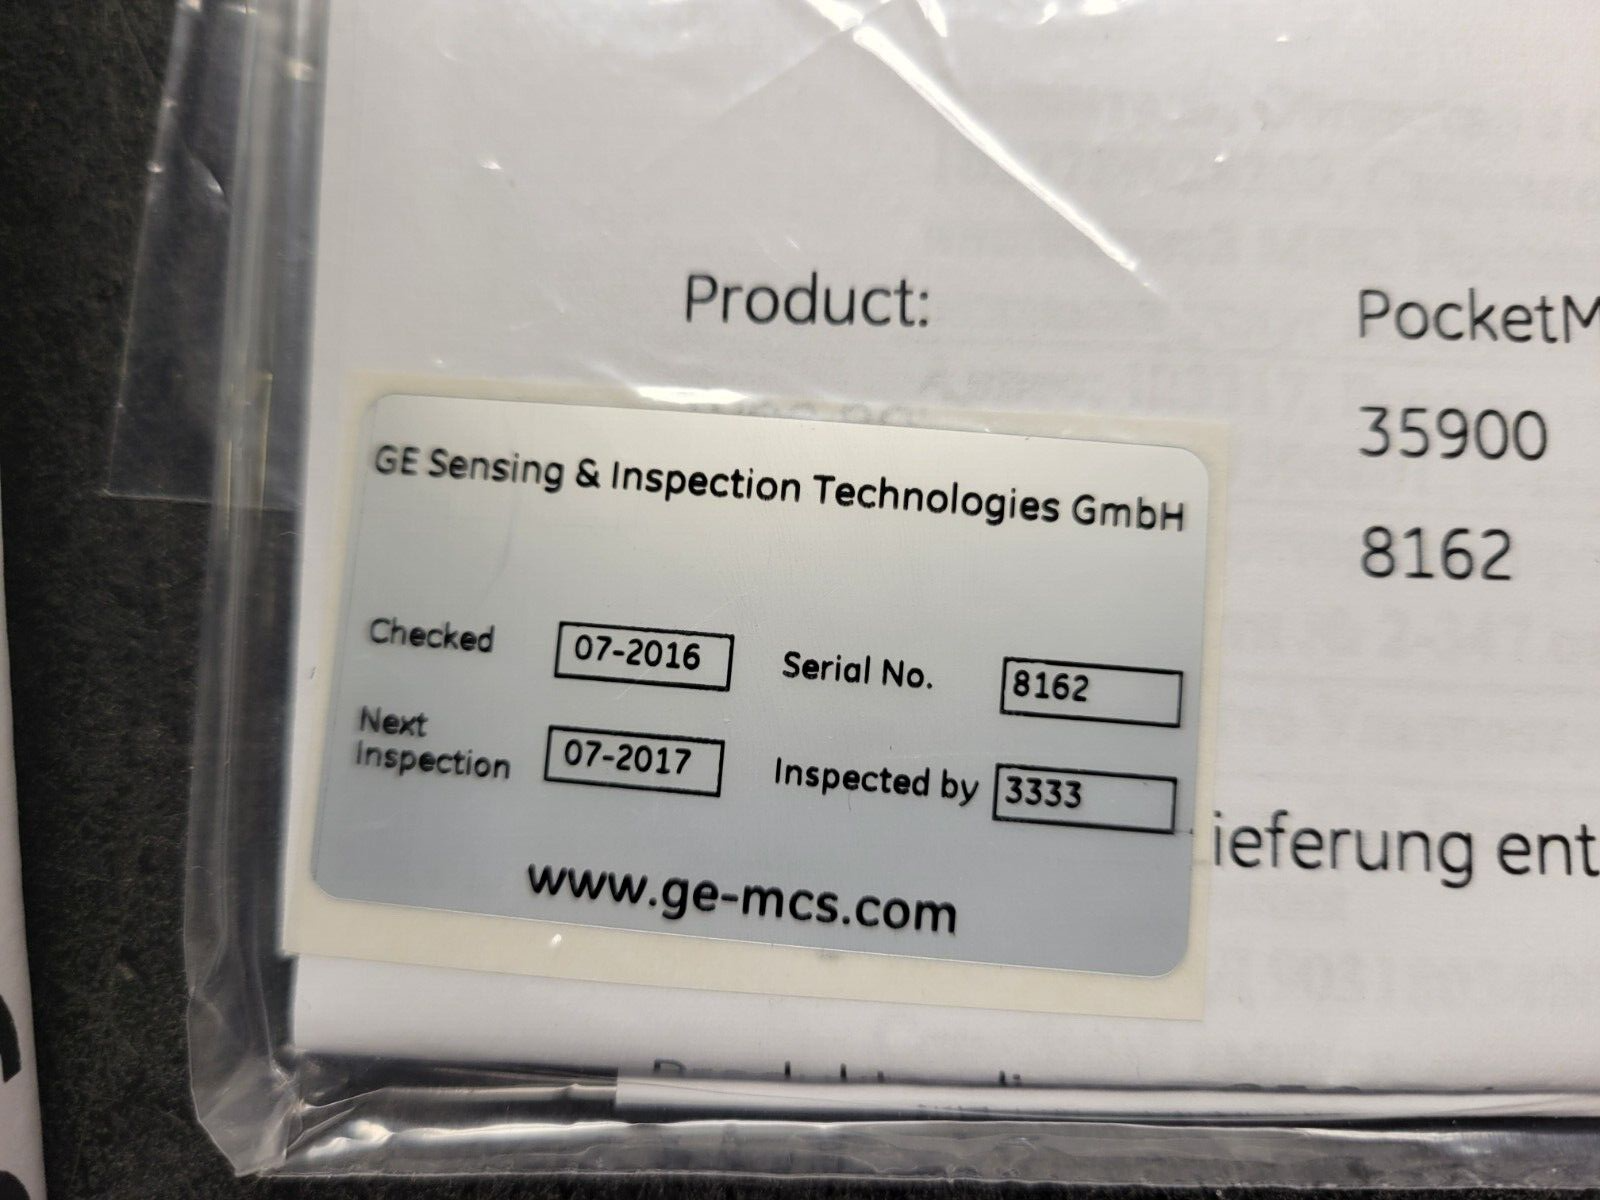 Product:
PocketM
35900
8162
GE Sensing & Inspection Technologies GmbH
Checked
07-2016
Serial No.
8162
Next
Inspection
07-2017
Inspected by
3333
www.ge-mcs.com
ieferung ent